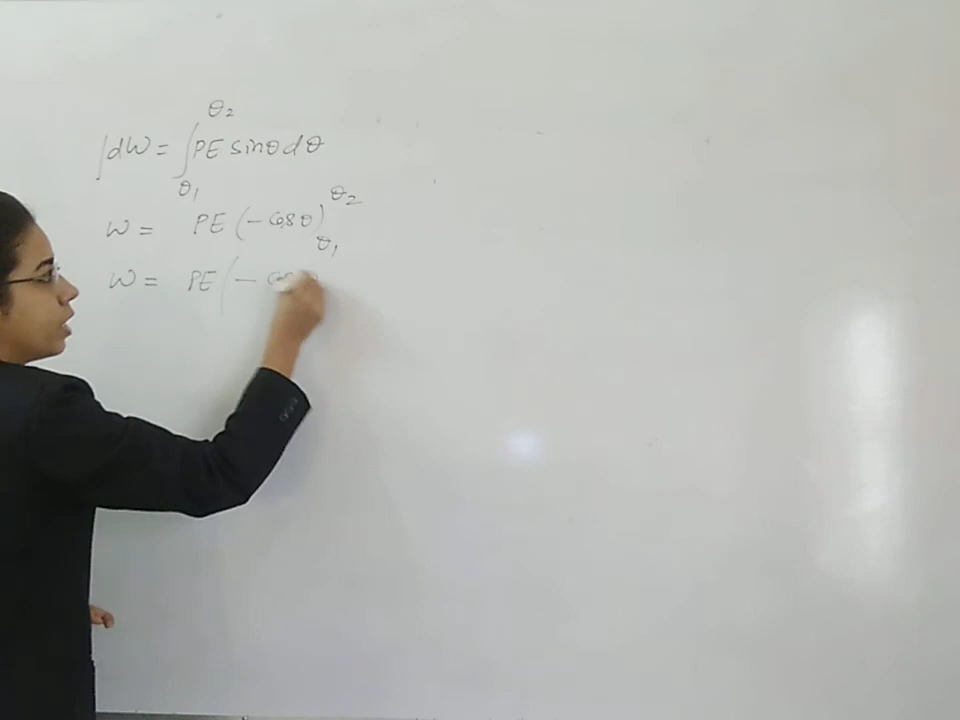 ∫dW = ∫_{θ1}^{θ2} PE sinθ dθ
W = PE (-cosθ)_{θ1}^{θ2}
W = PE (- cos